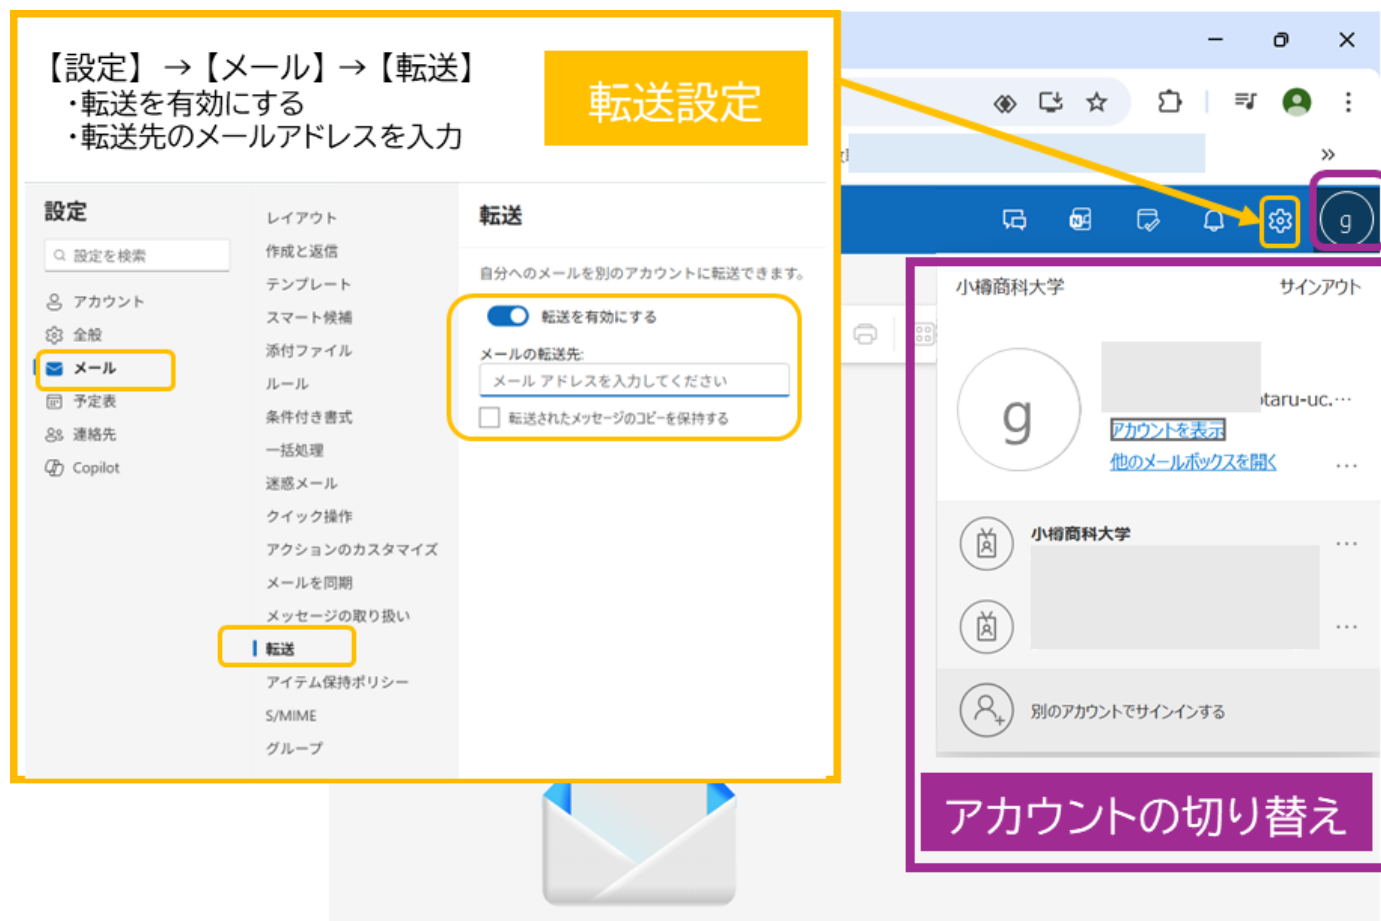 【設定】→【メール】→【転送】
・転送を有効にする
・転送先のメールアドレスを入力
転送設定
設定
設定を検索
アカウント
全般
メール
予定表
連絡先
Copilot
レイアウト
作成と返信
テンプレート
スマート候補
添付ファイル
ルール
条件付き書式
一括処理
迷惑メール
クイック操作
アクションのカスタマイズ
メールを同期
メッセージの取り扱い
転送
アイテム保持ポリシー
S/MIME
グループ
転送
自分へのメールを別のアカウントに転送できます。
転送を有効にする
メールの転送先:
メール アドレスを入力してください
転送されたメッセージのコピーを保持する
g
小樽商科大学 サインアウト
g
taru-uc.…
アカウントを表示
他のメールボックスを開く
小樽商科大学
別のアカウントでサインインする
アカウントの切り替え